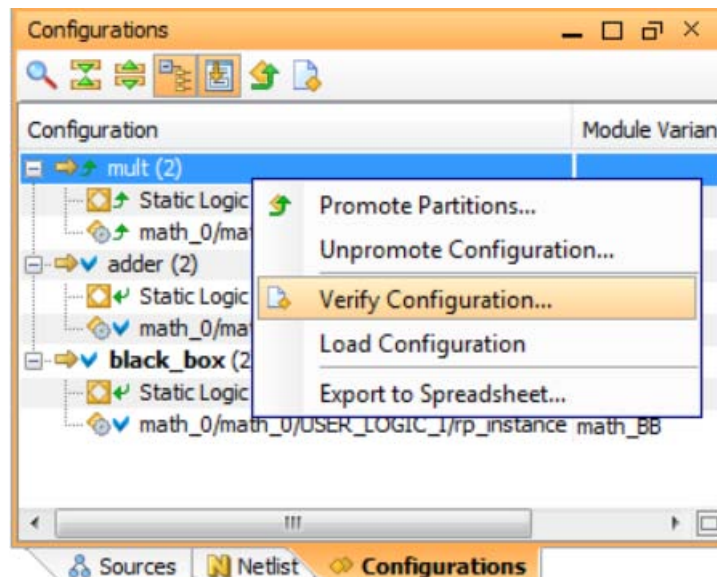 Configurations
Configuration Module Varian
mult (2)
Static Logic
math_0/ma
adder (2)
Static Logic
math_0/ma
black_box (2
Static Logic
math_0/math_0/USER_LOGIC_I/rp_instance math_BB
Promote Partitions...
Unpromote Configuration...
Verify Configuration...
Load Configuration
Export to Spreadsheet...
Sources Netlist Configurations